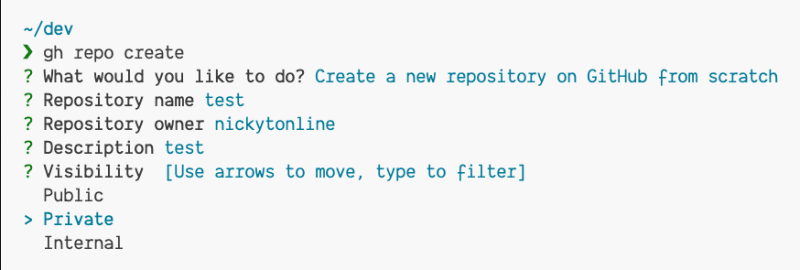 ~/dev
❯ gh repo create
? What would you like to do? Create a new repository on GitHub from scratch
? Repository name test
? Repository owner nickytonline
? Description test
? Visibility  [Use arrows to move, type to filter]
  Public
> Private
  Internal